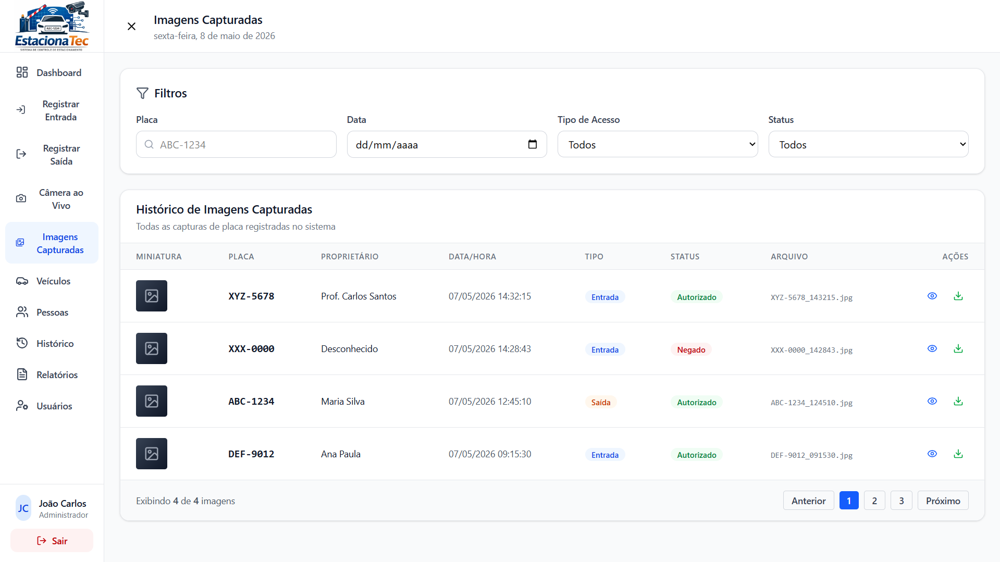 ABC-1234
EstacionaTec
SISTEMA DE CONTROLE DE ESTACIONAMENTO
Imagens Capturadas
sexta-feira, 8 de maio de 2026
Dashboard
Registrar
Entrada
Registrar
Saída
Câmera ao
Vivo
Imagens
Capturadas
Veículos
Pessoas
Histórico
Relatórios
Usuários
JC
João Carlos
Administrador
Sair
Filtros
Placa Data Tipo de Acesso Status
ABC-1234 dd/mm/aaaa Todos Todos
Histórico de Imagens Capturadas
Todas as capturas de placa registradas no sistema
MINIATURA PLACA PROPRIETÁRIO DATA/HORA TIPO STATUS ARQUIVO AÇÕES
XYZ-5678 Prof. Carlos Santos 07/05/2026 14:32:15 Entrada Autorizado XYZ-5678_143215.jpg
XXX-0000 Desconhecido 07/05/2026 14:28:43 Entrada Negado XXX-0000_142843.jpg
ABC-1234 Maria Silva 07/05/2026 12:45:10 Saída Autorizado ABC-1234_124510.jpg
DEF-9012 Ana Paula 07/05/2026 09:15:30 Entrada Autorizado DEF-9012_091530.jpg
Exibindo 4 de 4 imagens
Anterior 1 2 3 Próximo